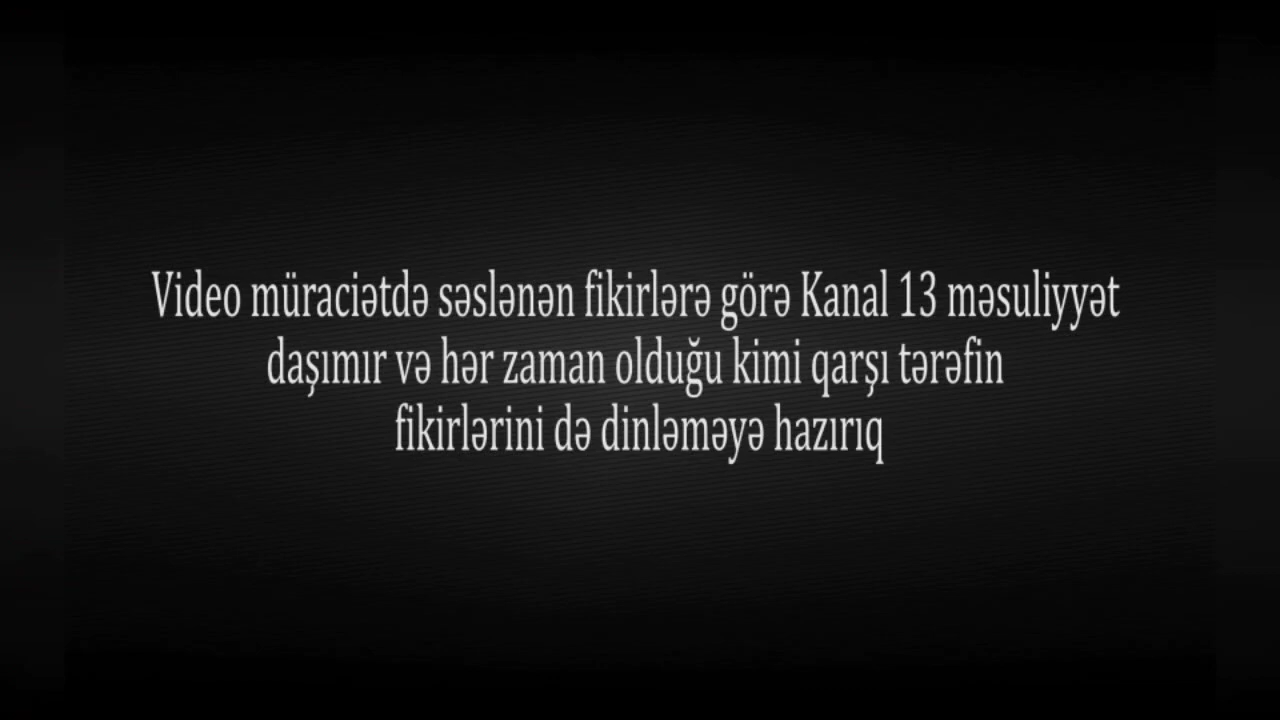 Video müraciətdə səslənən fikirlərə görə Kanal 13 məsuliyyət
daşımır və hər zaman olduğu kimi qarşı tərəfin
fikirlərini də dinləməyə hazırıq